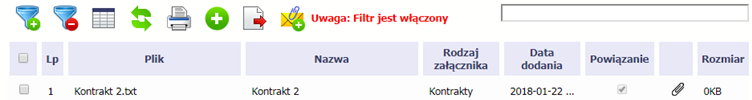 Uwaga: Filtr jest włączony
Lp Plik Nazwa Rodzaj załącznika Data dodania Powiązanie Rozmiar
1 Kontrakt 2.txt Kontrakt 2 Kontrakty 2018-01-22 ... 0KB